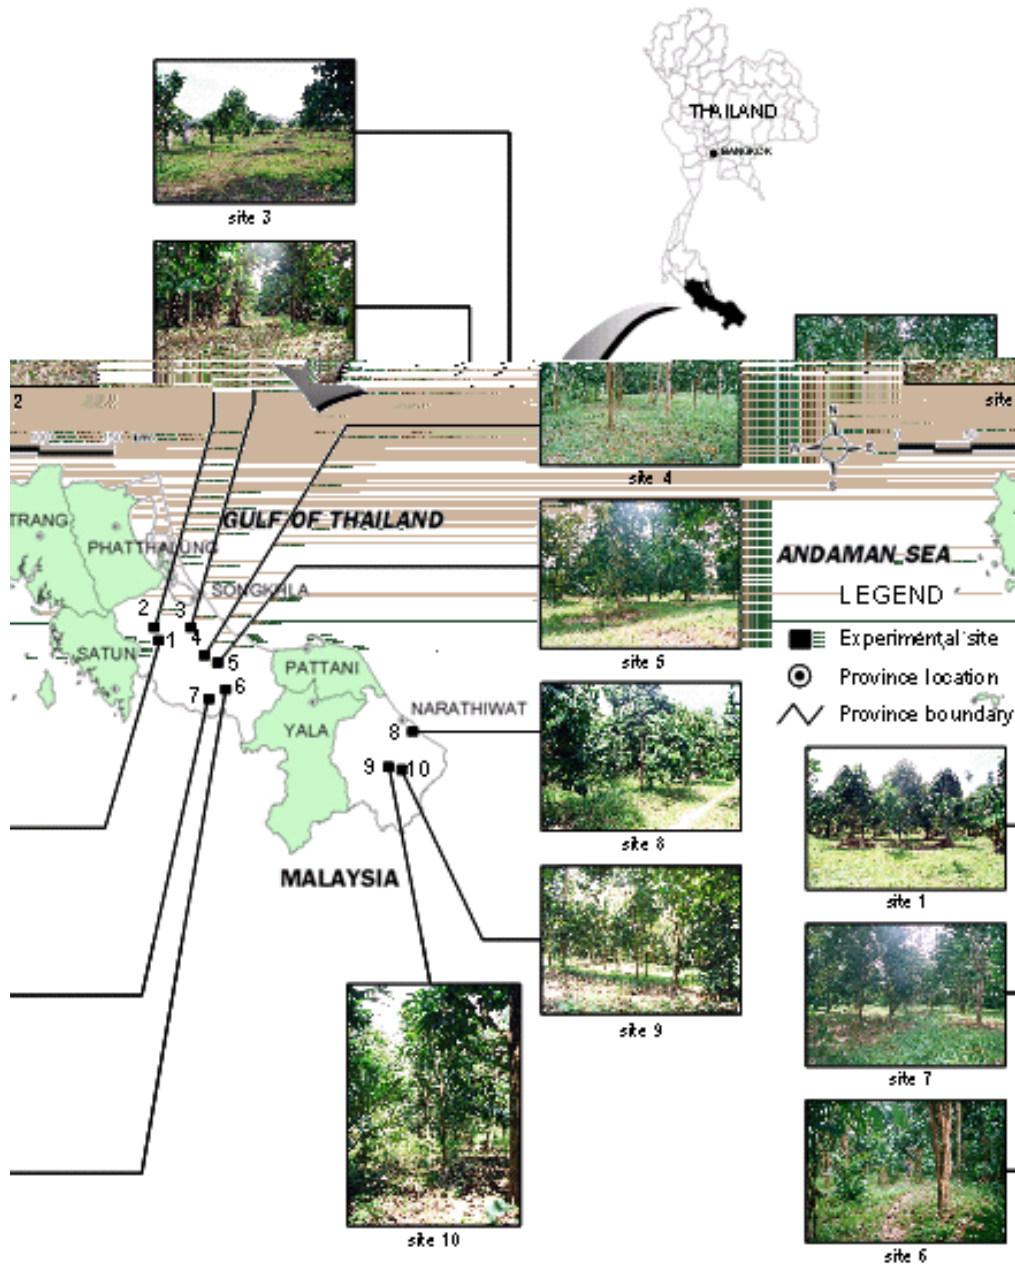 THAILAND
BANGKOK
site 3
2
site
N
site 4
GULF OF THAILAND
TRANG
PHATTHALUNG
ANDAMAN SEA
SONGKHLA
LEGEND
2
3
1
4
Experimental site
SATUN
5
site 5
PATTANI
Province location
7
6
NARATHIWAT
Province boundary
YALA
8
9
10
site 8
MALAYSIA
site 1
site 9
site 7
site 10
site 6